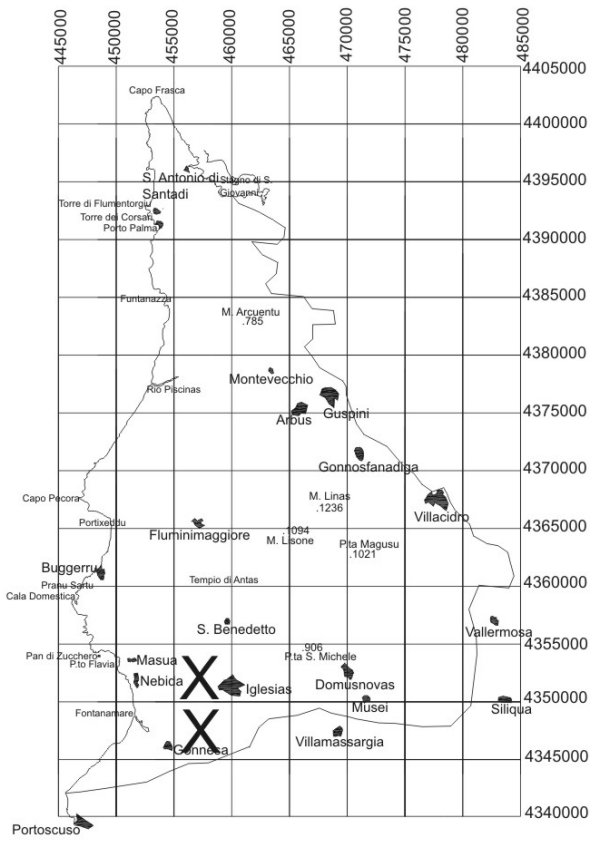 445000
450000
455000
460000
465000
470000
475000
480000
485000
4405000
Capo Frasca
4400000
S. Antonio di
Santadi
Stagno di S.
Giovanni
4395000
Torre di Flumentorgiu
Torre dei Corsari
Porto Palma
4390000
Funtanazza
4385000
M. Arcuentu
.785
4380000
Montevecchio
Rio Piscinas
Arbus
Guspini
4375000
Gonnosfanadiga
4370000
Capo Pecora
M. Linas
.1236
Villacidro
Portixeddu
4365000
Fluminimaggiore
.1094
M. Lisone
P.ta Magusu
.1021
Buggerru
4360000
Pranu Sartu
Cala Domestica
Tempio di Antas
S. Benedetto
Vallermosa
4355000
.906
P.ta S. Michele
Pan di Zucchero
P.to Flavia
Masua
Nebida
X
Iglesias
Domusnovas
4350000
Musei
Siliqua
Fontanamare
X
Gonnesa
Villamassargia
4345000
4340000
Portoscuso